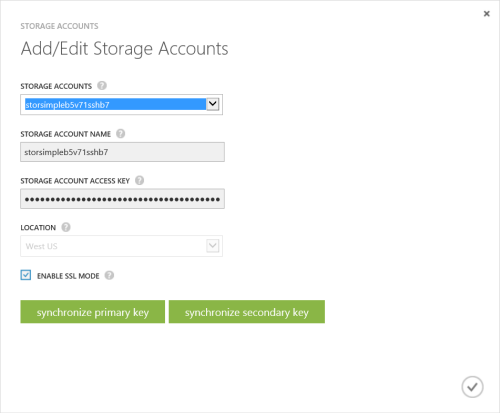 STORAGE ACCOUNTS
Add/Edit Storage Accounts
STORAGE ACCOUNTS ?
storsimpleb5v71sshb7
STORAGE ACCOUNT NAME ?
storsimpleb5v71sshb7
STORAGE ACCOUNT ACCESS KEY ?
LOCATION ?
West US
ENABLE SSL MODE ?
synchronize primary key synchronize secondary key